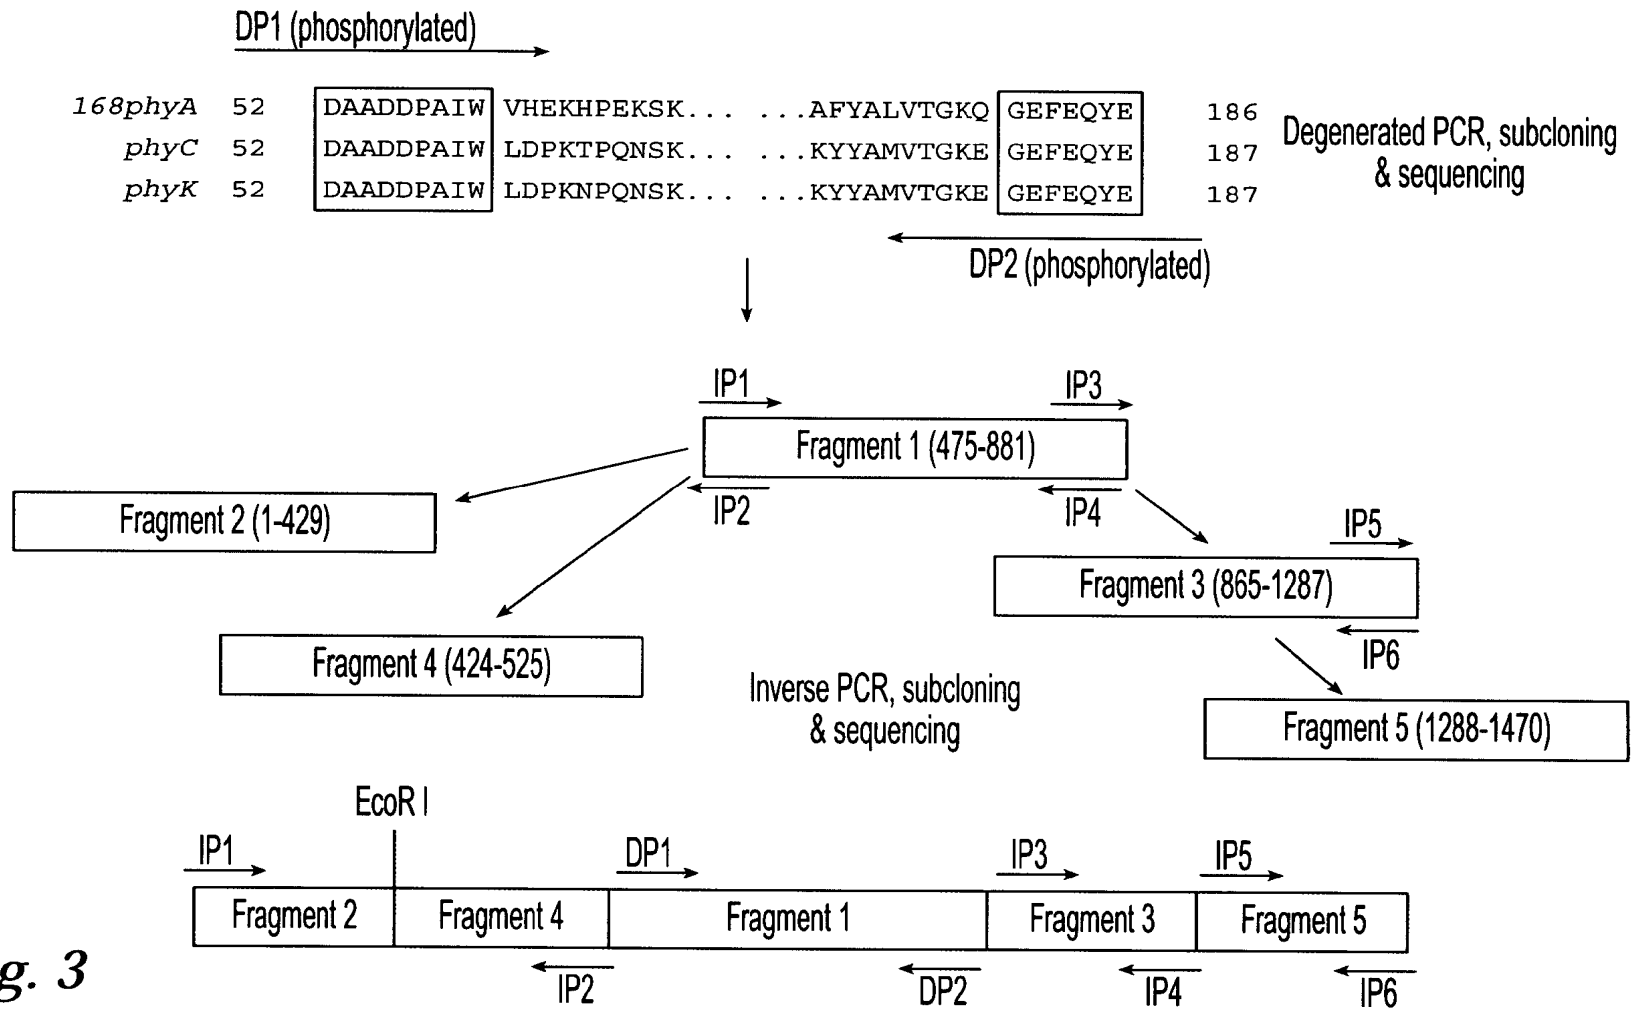 DP1 (phosphorylated)
168phyA 52 DAADDPAIW VHEKHPEKSK... ...AFYALVTGKQ GEFEQYE 186
phyC 52 DAADDPAIW LDPKTPQNSK... ...KYYAMVTGKE GEFEQYE 187
phyK 52 DAADDPAIW LDPKNPQNSK... ...KYYAMVTGKE GEFEQYE 187
Degenerated PCR, subcloning
& sequencing
DP2 (phosphorylated)
IP1 IP3
Fragment 1 (475-881)
IP2 IP4
Fragment 2 (1-429)
IP5
Fragment 3 (865-1287)
IP6
Fragment 4 (424-525)
Inverse PCR, subcloning
& sequencing
Fragment 5 (1288-1470)
EcoR I
IP1 DP1 IP3 IP5
Fragment 2 Fragment 4 Fragment 1 Fragment 3 Fragment 5
IP2 DP2 IP4 IP6
g. 3